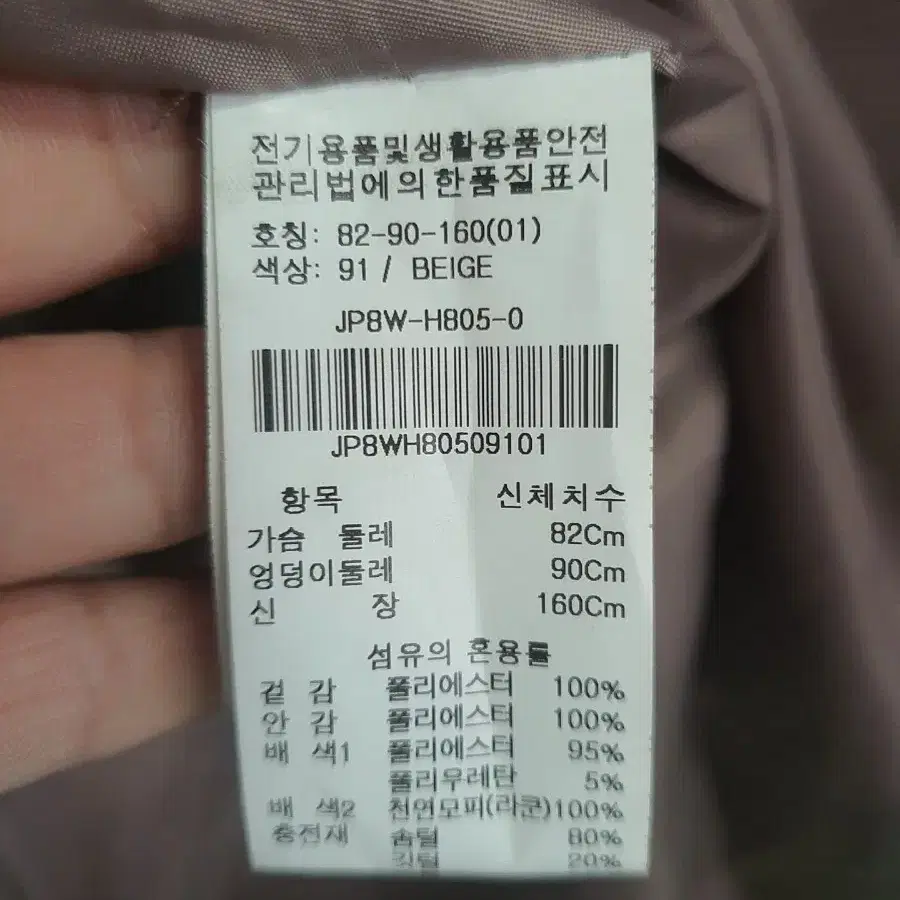 전기용품및생활용품안전
관리법에의한품질표시
호칭: 82-90-160(01)
색상: 91 / BEIGE
JP8W-H805-0
JP8WH80509101
항목 신체치수
가슴 둘레 82Cm
엉덩이둘레 90Cm
신 장 160Cm
섬유의 혼용률
겉 감 폴리에스터 100%
안 감 폴리에스터 100%
배 색1 폴리에스터 95%
폴리우레탄 5%
배 색2 천연모피(라쿤)100%
충전재 솜털 80%
깃털 20%